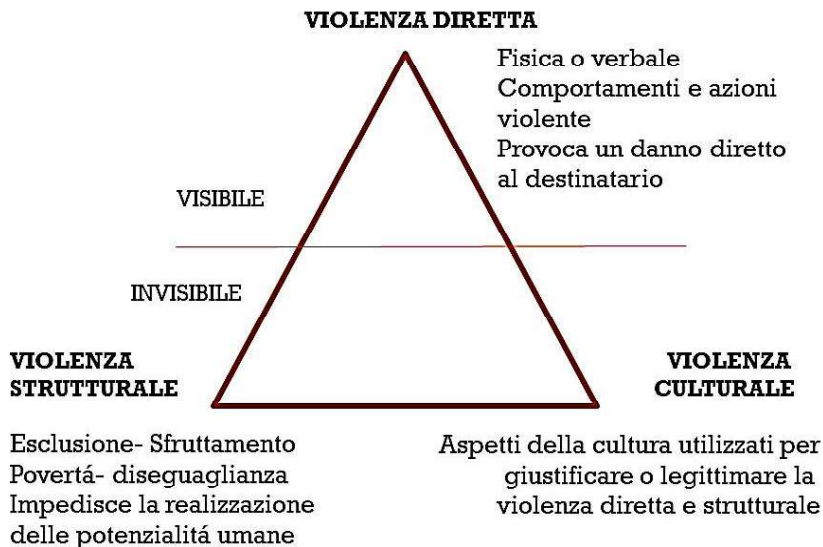 VIOLENZA DIRETTA
Fisica o verbale
Comportamenti e azioni
violente
Provoca un danno diretto
al destinatario
VISIBILE
INVISIBILE
VIOLENZA
STRUTTURALE
Esclusione- Sfruttamento
Povertá- diseguaglianza
Impedisce la realizzazione
delle potenzialitá umane
VIOLENZA
CULTURALE
Aspetti della cultura utilizzati per
giustificare o legittimare la
violenza diretta e strutturale